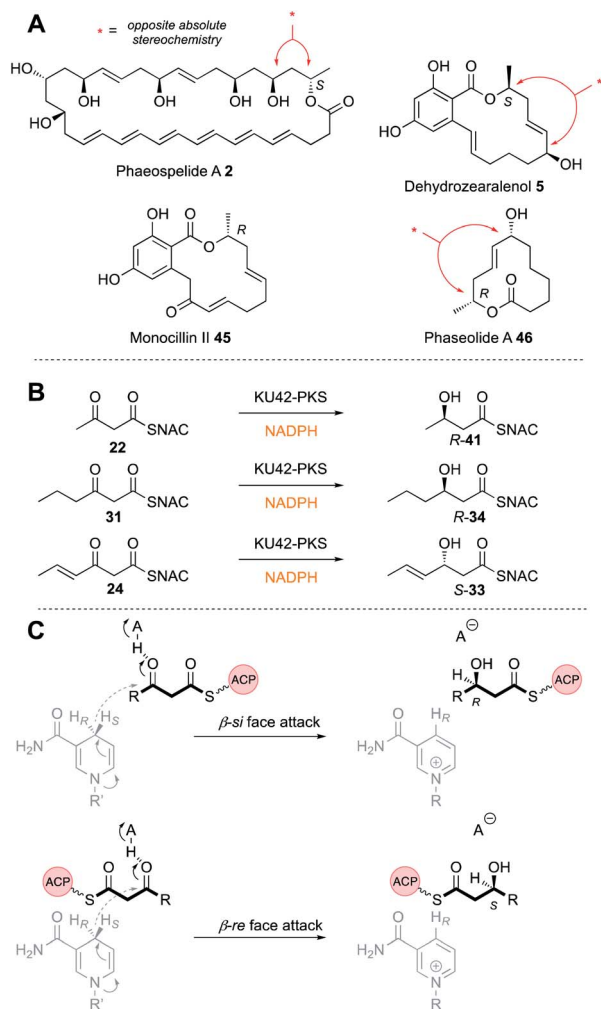 A
* = opposite absolute stereochemistry
*
HO
OH
OH
OH
OH
S
O
O
HO
Phaeospelide A 2
OH
O
O
S
*
HO
OH
Dehydrozearalenol 5
OH
O
R
O
HO
O
Monocillin II 45
OH
*
O
R
O
Phaseolide A 46
B
O O
SNAC
22
KU42-PKS
NADPH
OH O
SNAC
R-41
O O
SNAC
31
KU42-PKS
NADPH
OH O
SNAC
R-34
O O
SNAC
24
KU42-PKS
NADPH
OH O
SNAC
S-33
C
A
H
O O
R
S
ACP
HR HS
O
H2N
N
R'
β-si face attack
A⊖
H OH O
R
R
S
ACP
HR
O
H2N
⊕
N
R
A
H
ACP
O O
S
R
HR HS
O
H2N
N
R'
β-re face attack
A⊖
ACP
O
H OH
S
R
S
HR
O
H2N
⊕
N
R